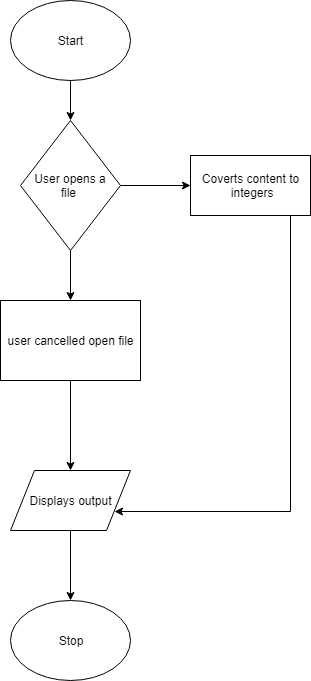 Start
User opens a
file
Coverts content to
integers
user cancelled open file
Displays output
Stop